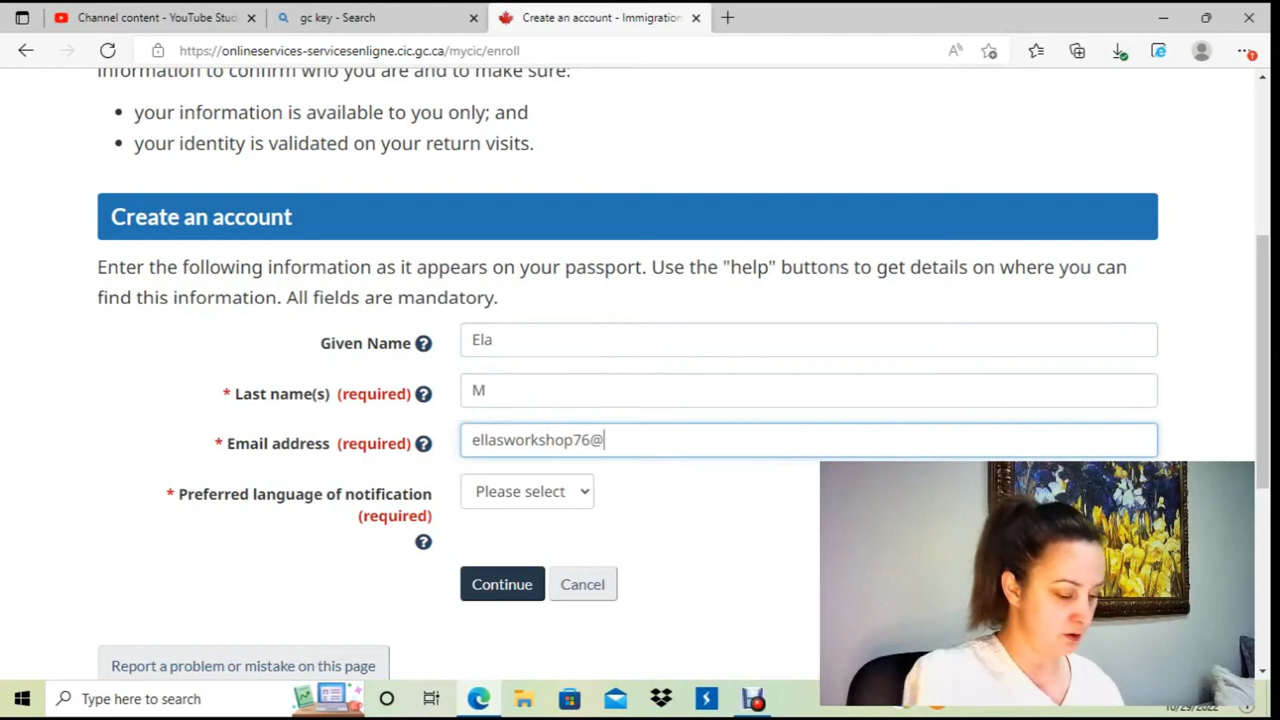 Channel content - YouTube Stud
gc key - Search
Create an account - Immigration
https://onlineservices-servicesenligne.cic.gc.ca/mycic/enroll
information to confirm who you are and to make sure:
• your information is available to you only; and
• your identity is validated on your return visits.
Create an account
Enter the following information as it appears on your passport. Use the "help" buttons to get details on where you can
find this information. All fields are mandatory.
Given Name ? Ela
* Last name(s) (required) ? M
* Email address (required) ? ellasworkshop76@
* Preferred language of notification Please select
(required)
?
Continue Cancel
Report a problem or mistake on this page
Type here to search
10/29/2022